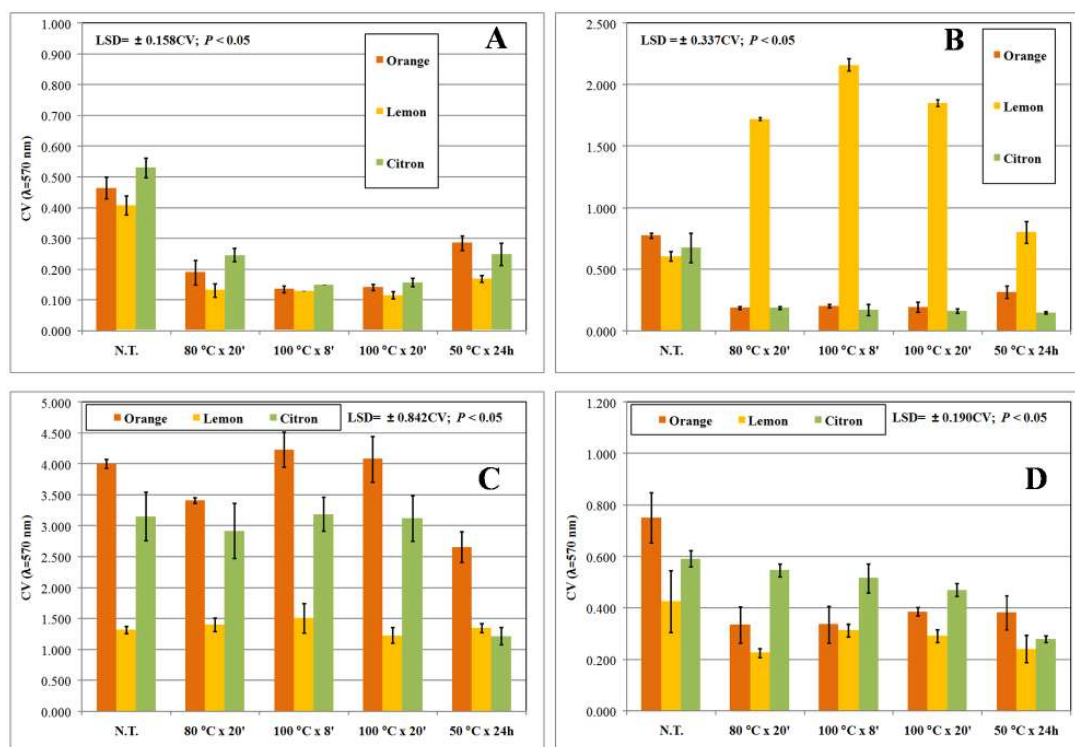 1.000
0.900
0.800
0.700
0.600
0.500
0.400
0.300
0.200
0.100
0.000
CV (λ=570 nm)
LSD= ± 0.158CV; P < 0.05
A
Orange
Lemon
Citron
N.T. 80 °C x 20' 100 °C x 8' 100 °C x 20' 50 °C x 24h
2.500
2.000
1.500
1.000
0.500
0.000
LSD = ± 0.337CV; P < 0.05
B
Orange
Lemon
Citron
N.T. 80 °C x 20' 100 °C x 8' 100 °C x 20' 50 °C x 24h
5.000
4.500
4.000
3.500
3.000
2.500
2.000
1.500
1.000
0.500
0.000
CV (λ=570 nm)
Orange Lemon Citron LSD= ± 0.842CV; P < 0.05
C
N.T. 80 °C x 20' 100 °C x 8' 100 °C x 20' 50 °C x 24h
1.200
1.000
0.800
0.600
0.400
0.200
0.000
CV (λ=570 nm)
Orange Lemon Citron LSD= ± 0.190CV; P < 0.05
D
N.T. 80 °C x 20' 100 °C x 8' 100 °C x 20' 50 °C x 24h